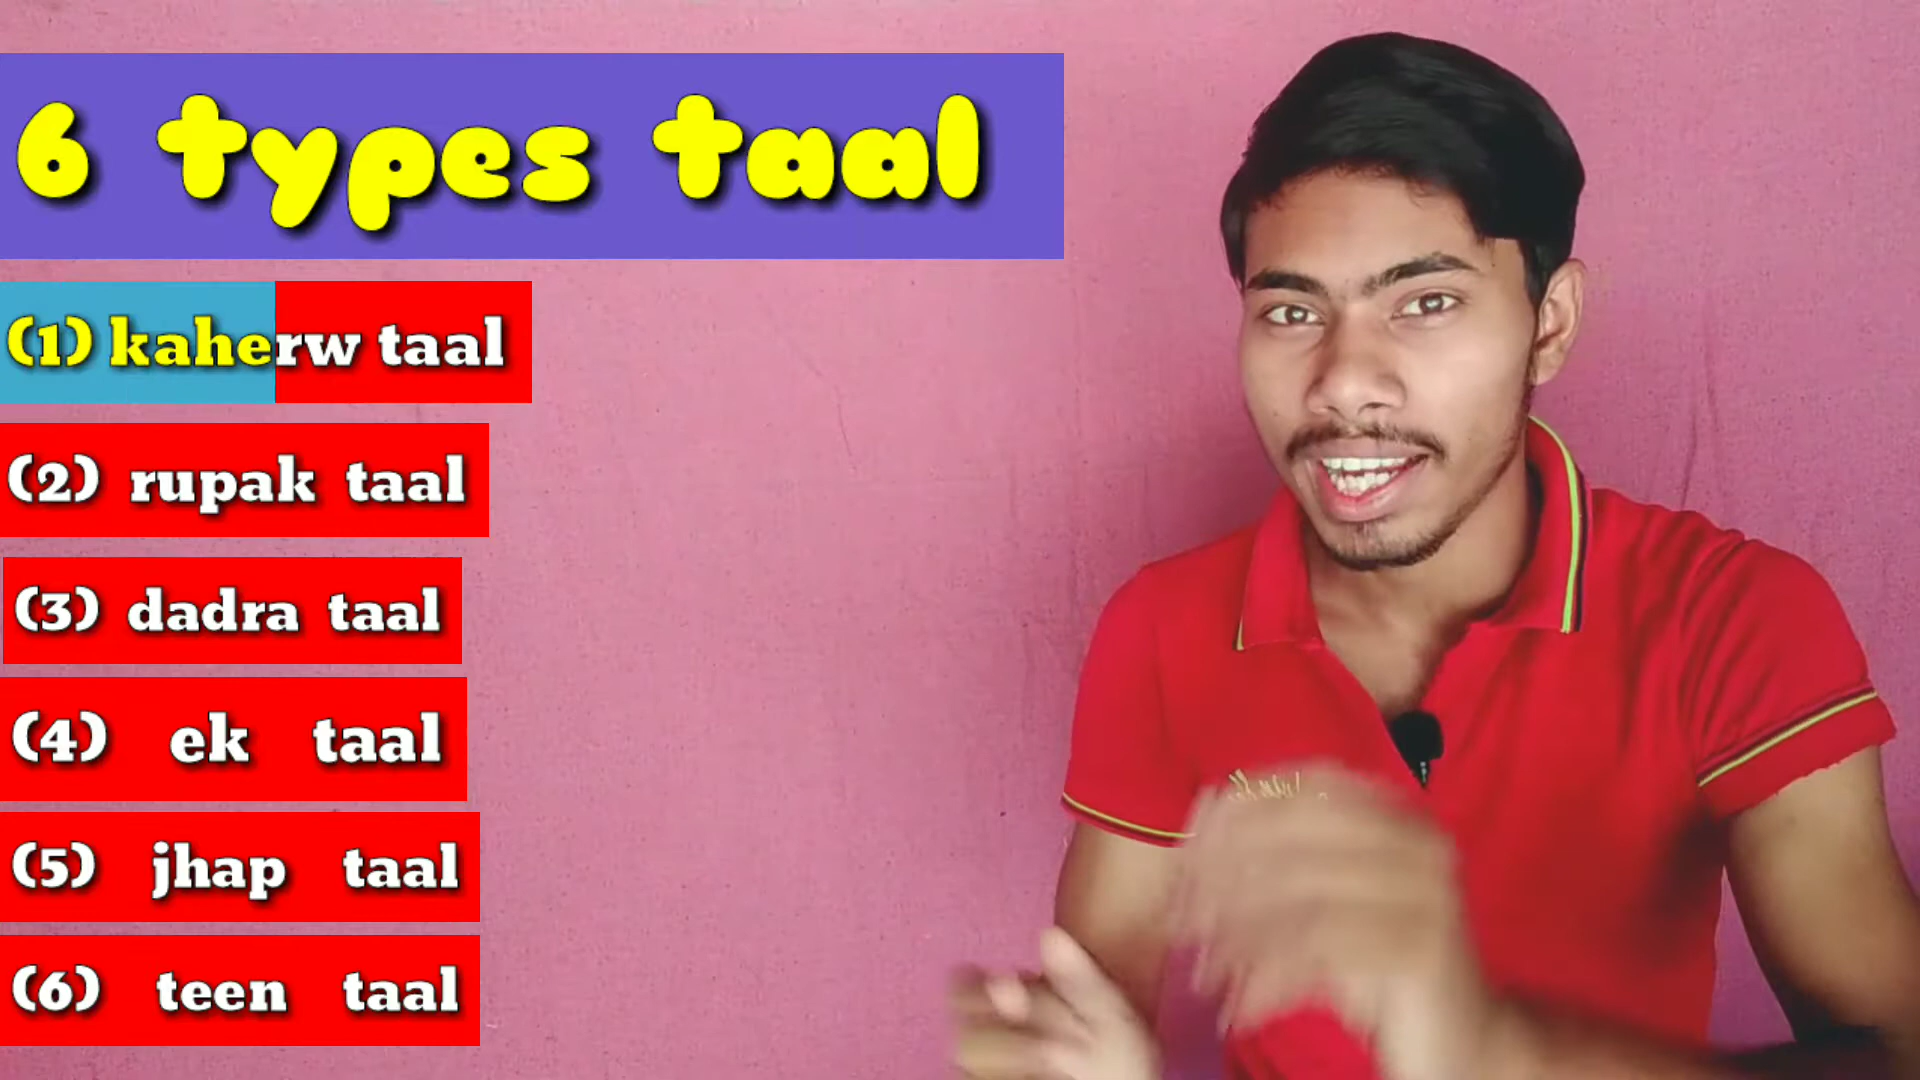 6 types taal
(1) kaherw taal
(2) rupak taal
(3) dadra taal
(4) ek taal
(5) jhap taal
(6) teen taal